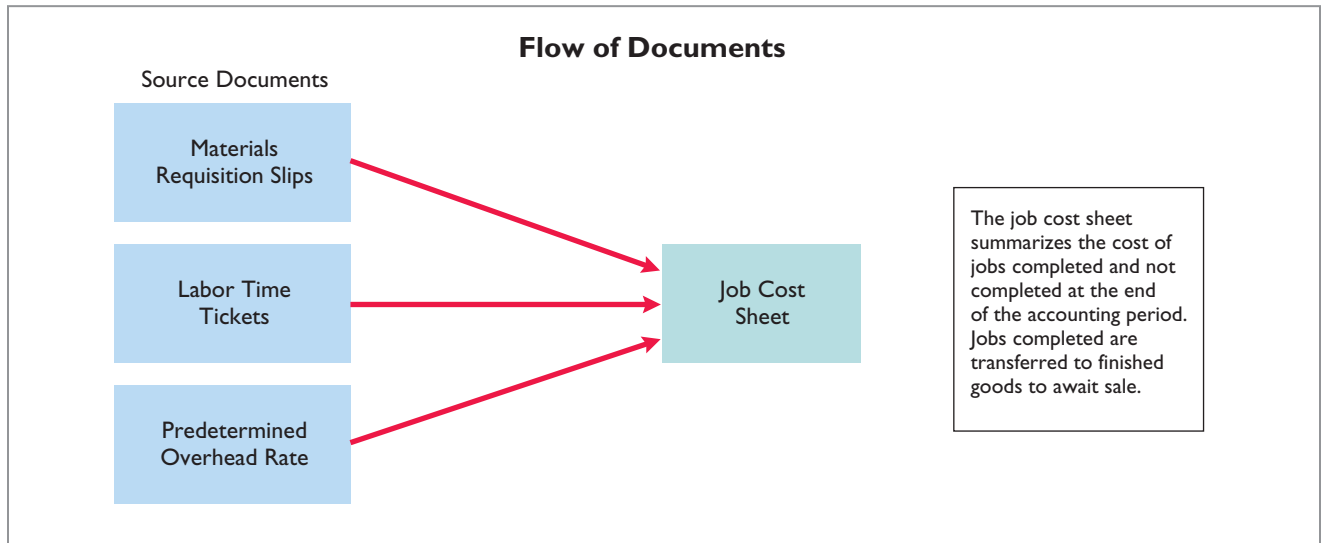 Flow of Documents
Source Documents
Materials
Requisition Slips
Labor Time
Tickets
Predetermined
Overhead Rate
Job Cost
Sheet
The job cost sheet
summarizes the cost of
jobs completed and not
completed at the end
of the accounting period.
Jobs completed are
transferred to finished
goods to await sale.